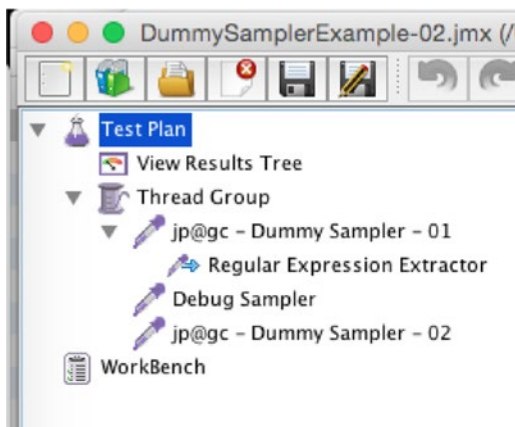 DummySamplerExample-02.jmx (/
Test Plan
View Results Tree
Thread Group
jp@gc – Dummy Sampler – 01
Regular Expression Extractor
Debug Sampler
jp@gc – Dummy Sampler – 02
WorkBench